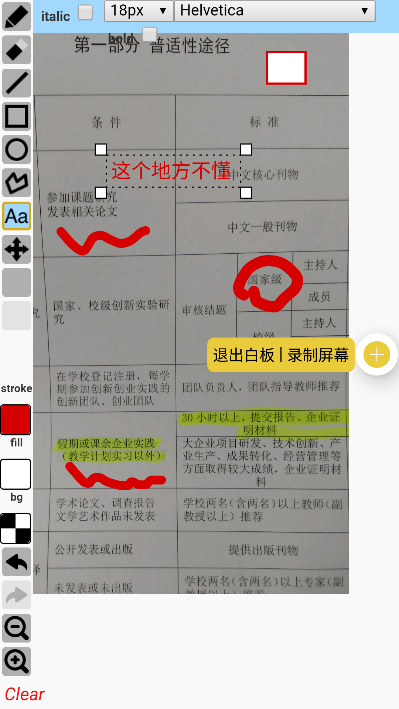 italic
18px
Helvetica
bold
第一部分 普适性途径
条 件
标 准
这个地方不懂
中文核心刊物
参加课题研究
发表相关论文
中文一般刊物
国家级
主持人
成员
国家、校级创新实验研
究
审核结题
主持人
校级
退出白板 | 录制屏幕
在学校登记注册，每学
期参加创新创业实践的
创新团队、创业团队
团队负责人、团队指导教师推荐
stroke
fill
bg
假期或课余企业实践
（教学计划实习以外）
30 小时以上，提交报告、企业证
明材料
大企业项目研发、技术创新、产
业生产、成果转化、经营管理等
方面取得较大成绩，企业证明材
料
学术论文、调查报告
文学艺术作品未发表
学校两名（含两名）以上教师（副
教授以上）推荐
公开发表或出版
提供出版刊物
未发表或未出版
学校两名（含两名）以上专家（副
Aa
Clear